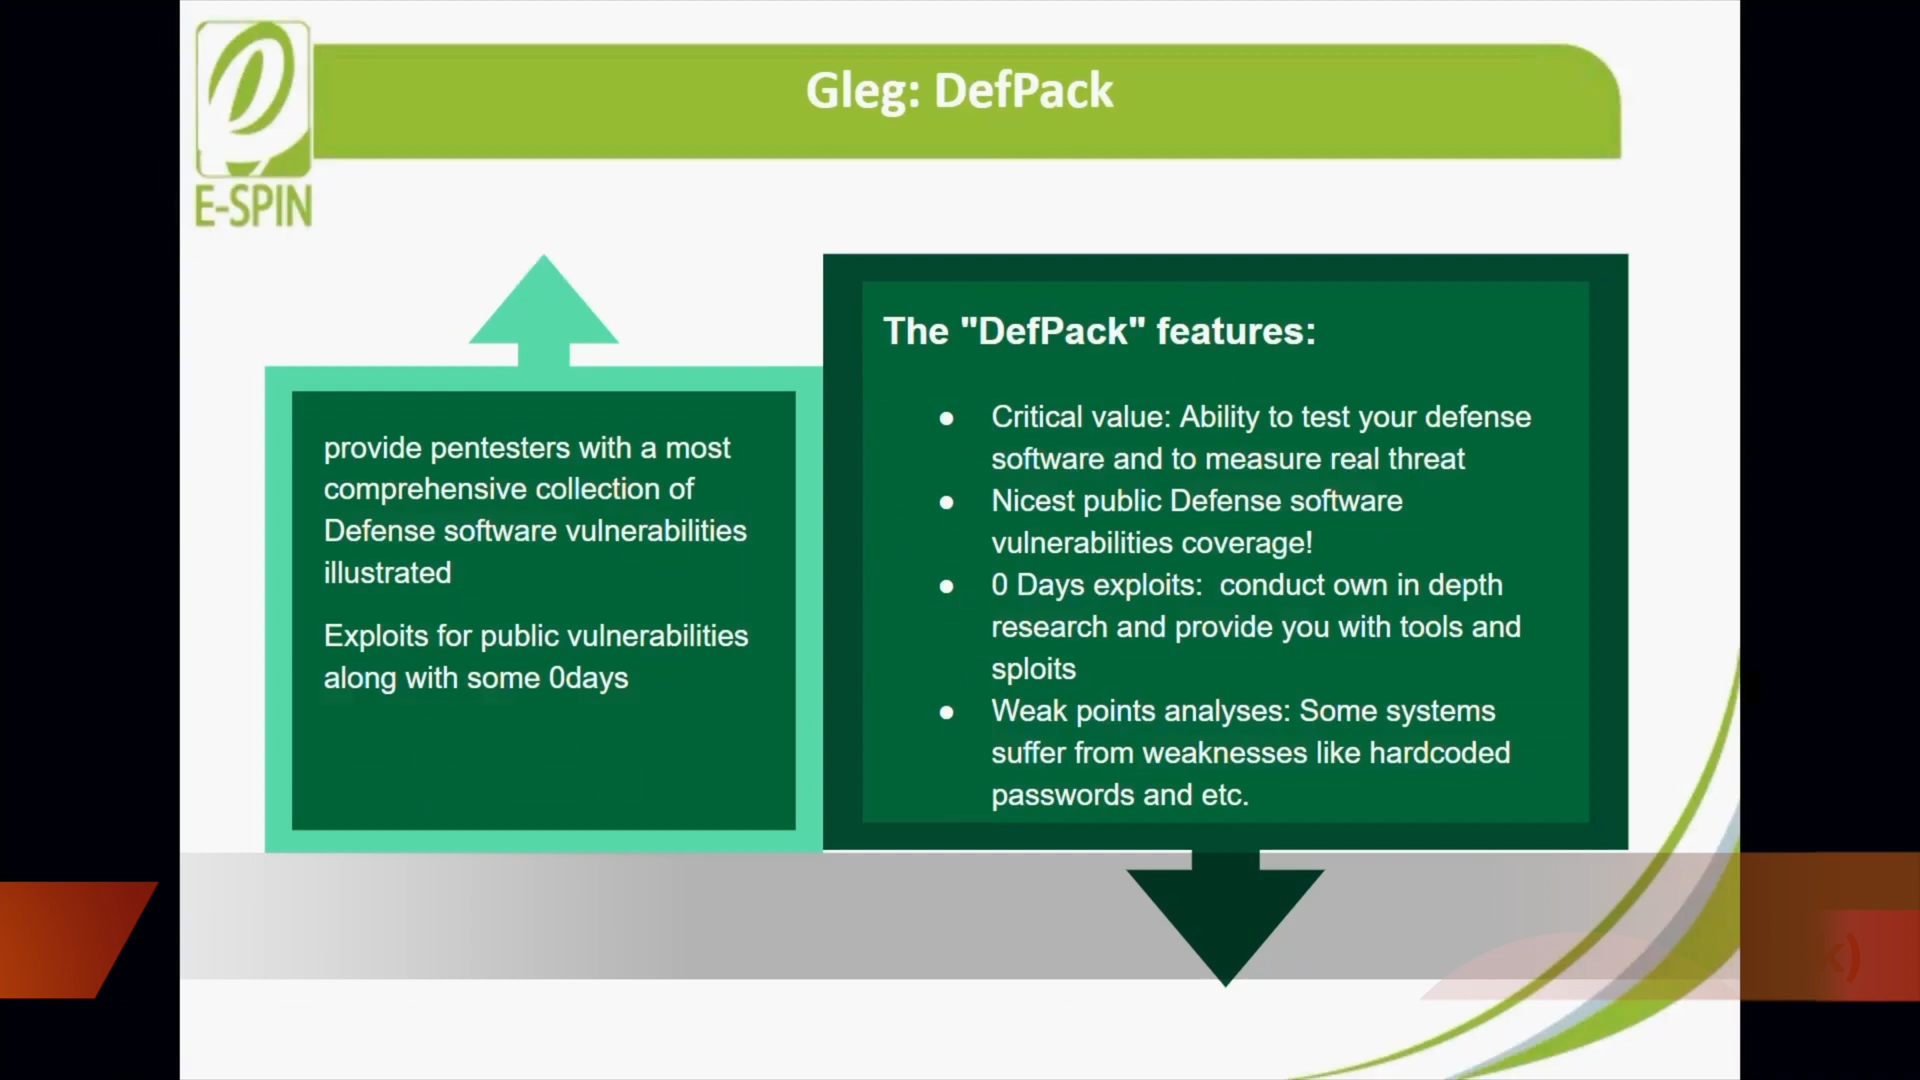 Gleg: DefPack
E-SPIN
provide pentesters with a most
comprehensive collection of
Defense software vulnerabilities
illustrated
Exploits for public vulnerabilities
along with some 0days
The "DefPack" features:
● Critical value: Ability to test your defense
software and to measure real threat
● Nicest public Defense software
vulnerabilities coverage!
● 0 Days exploits:  conduct own in depth
research and provide you with tools and
sploits
● Weak points analyses: Some systems
suffer from weaknesses like hardcoded
passwords and etc.